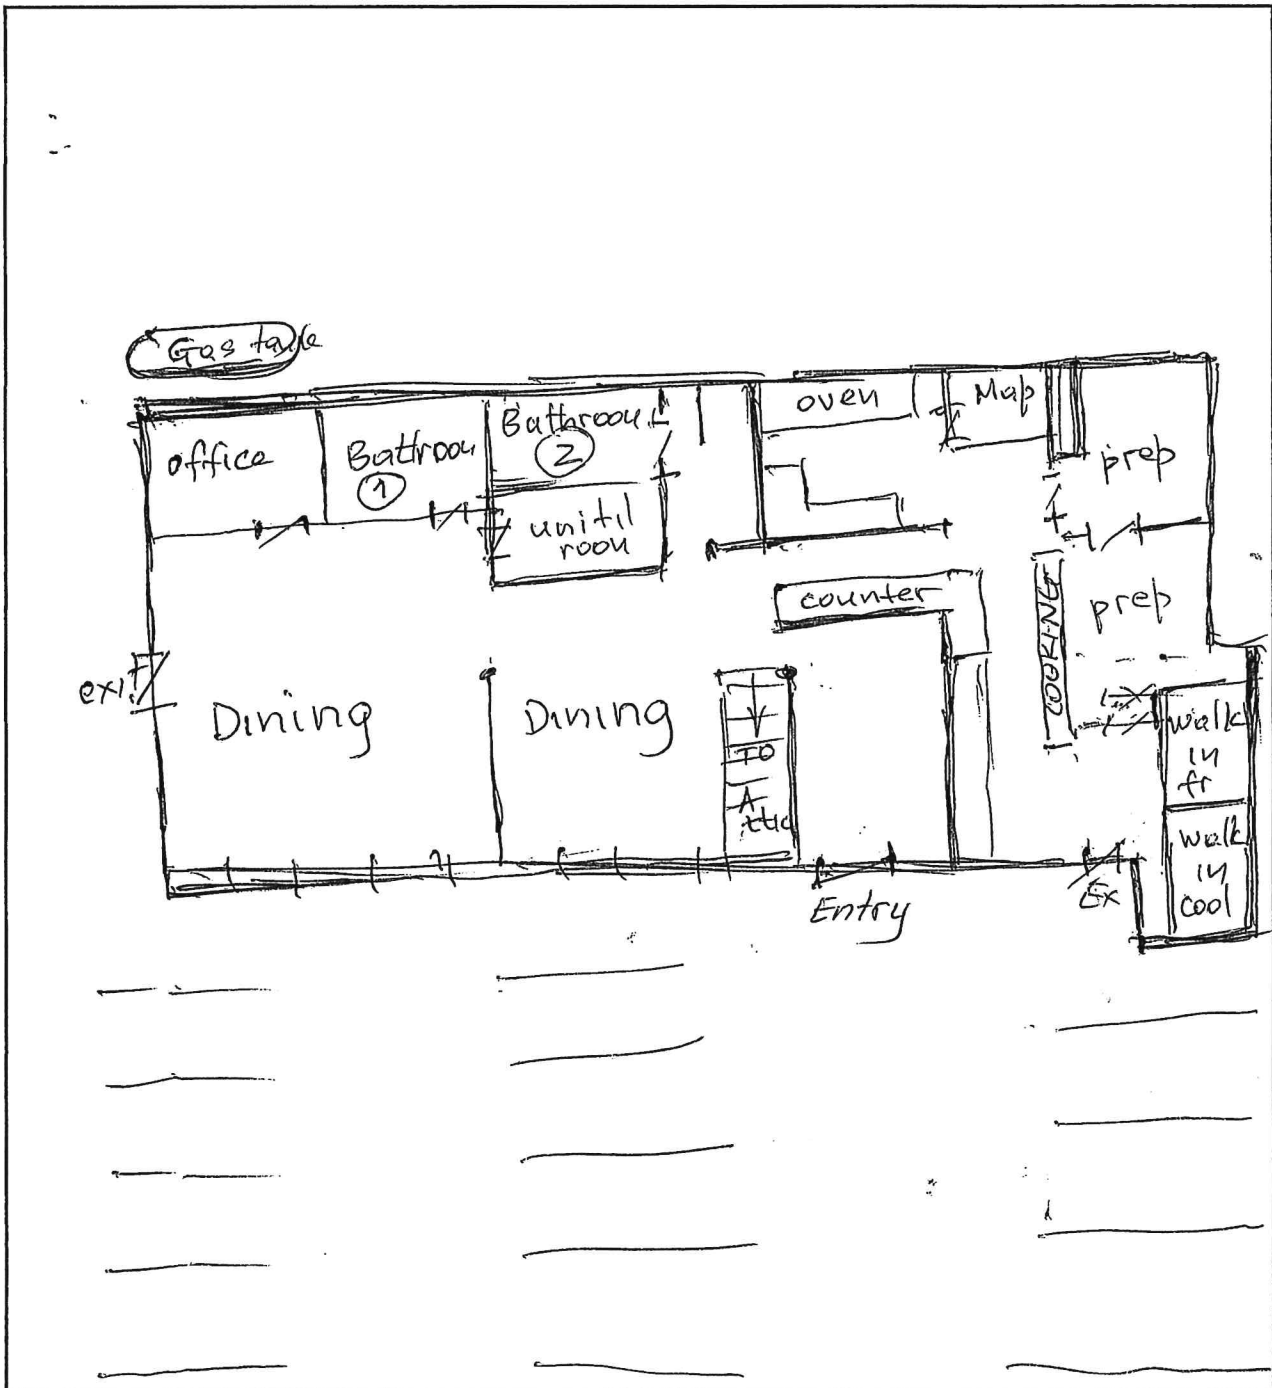 Gas tank
office
Bathroom
1
Bathroom
2
unitil
room
oven
Map
prep
prep
counter
COOKING
exit
Dining
Dining
TO
Attic
walk
in
fr
walk
in
cool
Entry
Ex